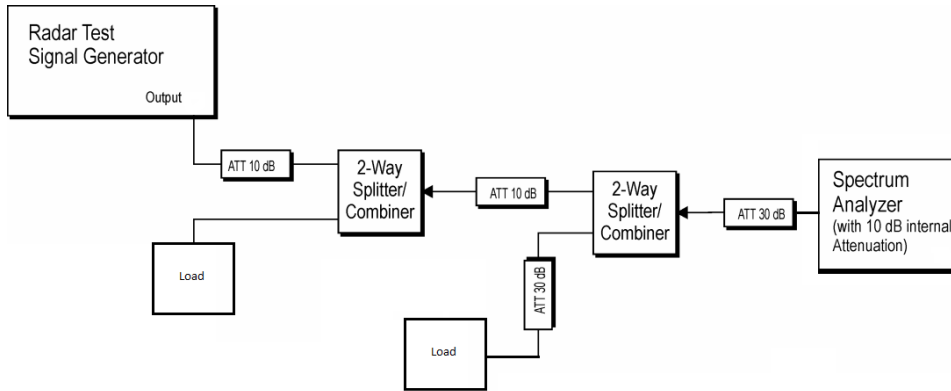 Radar Test
Signal Generator
Output
ATT 10 dB
2-Way
Splitter/
Combiner
ATT 10 dB
2-Way
Splitter/
Combiner
ATT 30 dB
Spectrum
Analyzer
(with 10 dB internal
Attenuation)
Load
ATT 30 dB
Load